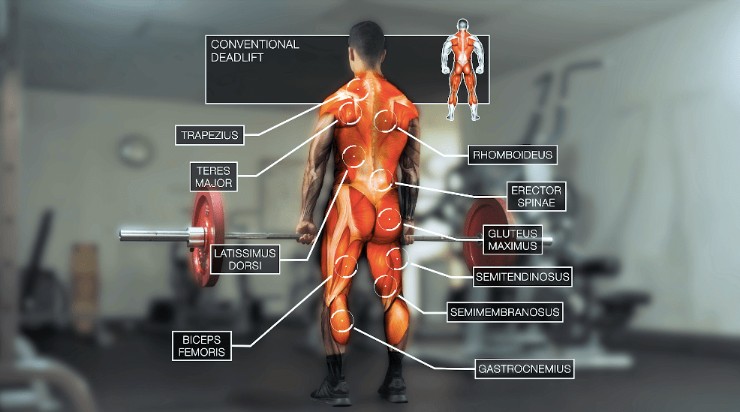 CONVENTIONAL
DEADLIFT
TRAPEZIUS
TERES
MAJOR
LATISSIMUS
DORSI
BICEPS
FEMORIS
RHOMBOIDEUS
ERECTOR
SPINAE
GLUTEUS
MAXIMUS
SEMITENDINOSUS
SEMIMEMBRANOSUS
GASTROCNEMIUS